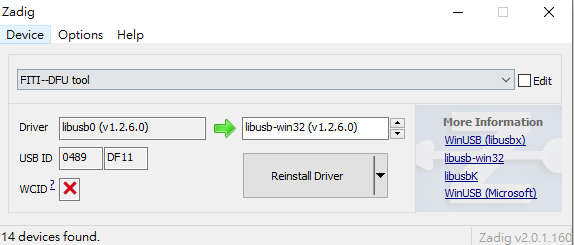 Zadig
Device Options Help
FITI--DFU tool
Edit
Driver libusb0 (v1.2.6.0) libusb-win32 (v1.2.6.0)
USB ID 0489 DF11
WCID ?
Reinstall Driver
More Information
WinUSB (libusbx)
libusb-win32
libusbK
WinUSB (Microsoft)
14 devices found.
Zadig v2.0.1.160